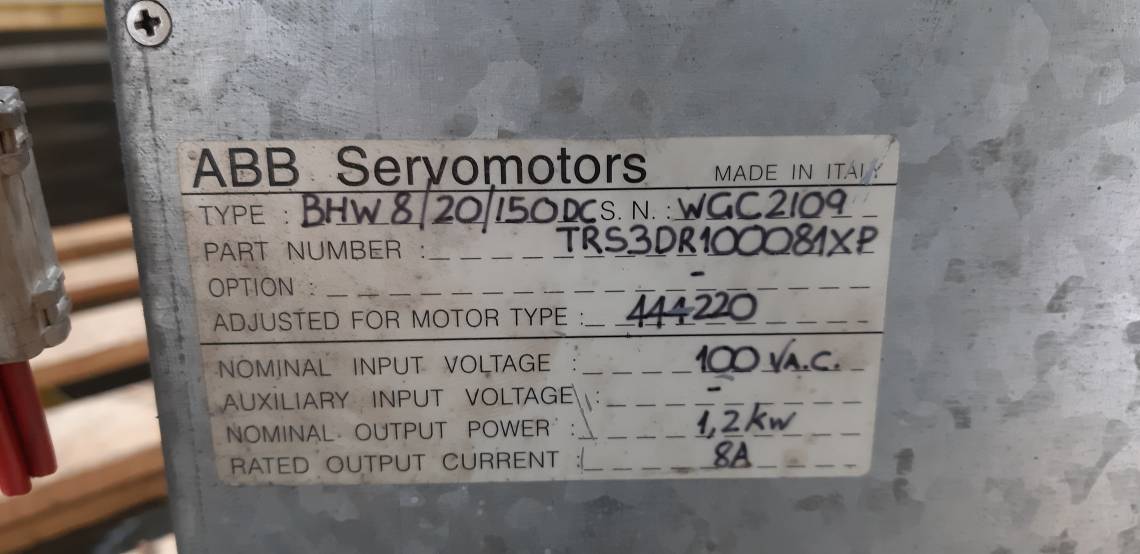 ABB Servomotors MADE IN ITALY
TYPE : BHW 8/20/150DC S. N. : WGC2109
PART NUMBER : TRS3DR100081XP
OPTION : -
ADJUSTED FOR MOTOR TYPE : 444220
NOMINAL INPUT VOLTAGE : 100 VA.C.
AUXILIARY INPUT VOLTAGE : -
NOMINAL OUTPUT POWER : 1,2 kw
RATED OUTPUT CURRENT : 8A